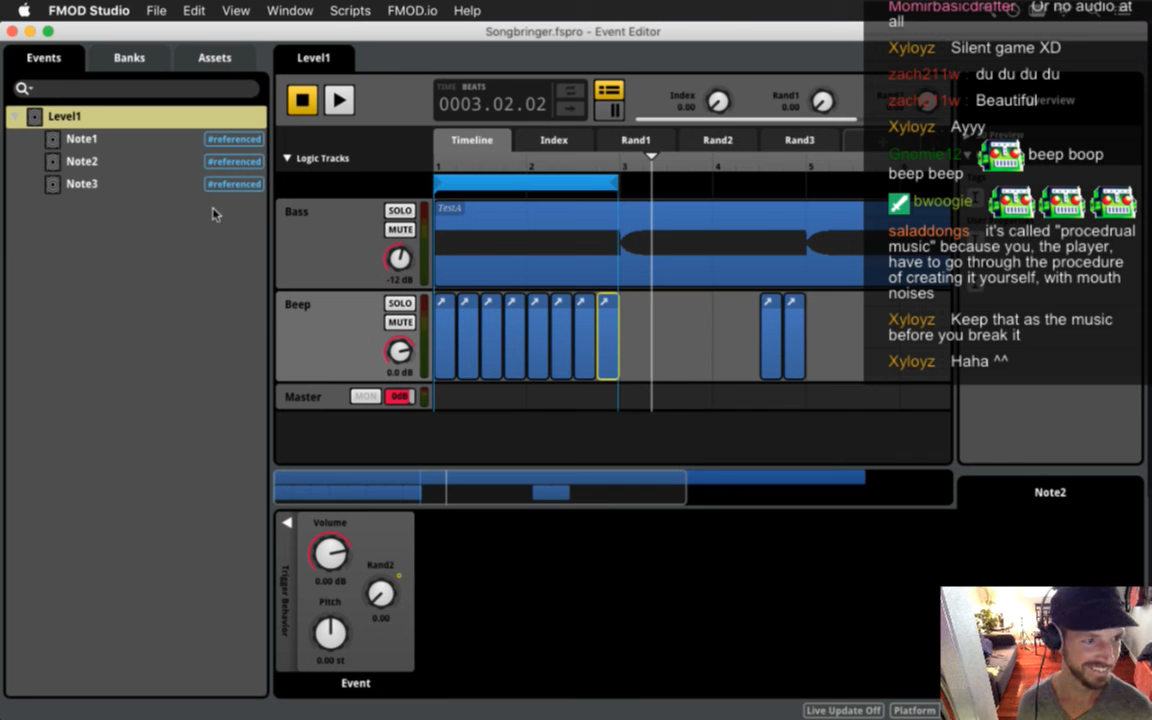 FMOD Studio File Edit View Window Scripts FMOD.io Help
Songbringer.fspro - Event Editor
Events Banks Assets
Level1
Level1
Note1 #referenced
Note2 #referenced
Note3 #referenced
TIME BEATS
0003.02.02
Index
0.00
Rand1
0.00
Timeline Index Rand1 Rand2 Rand3
Logic Tracks
1 2 3 4 5
Bass
SOLO
MUTE
-12 dB
TestA
Beep
SOLO
MUTE
0.0 dB
Master MON 0dB
Momirbasicdrafter Or no audio at
all
Xyloyz Silent game XD
zach211w : du du du du
zach211w : Beautiful
Xyloyz Ayyy
Gnomie12 beep boop
beep beep
bwoogie
saladdongs it's called "procedrual
music" because you, the player,
have to go through the procedure
of creating it yourself, with mouth
noises
Xyloyz Keep that as the music
before you break it
Xyloyz Haha ^^
Note2
Trigger Behavior
Volume
0.00 dB
Rand2
0.00
Pitch
0.00 st
Event
Live Update Off Platform